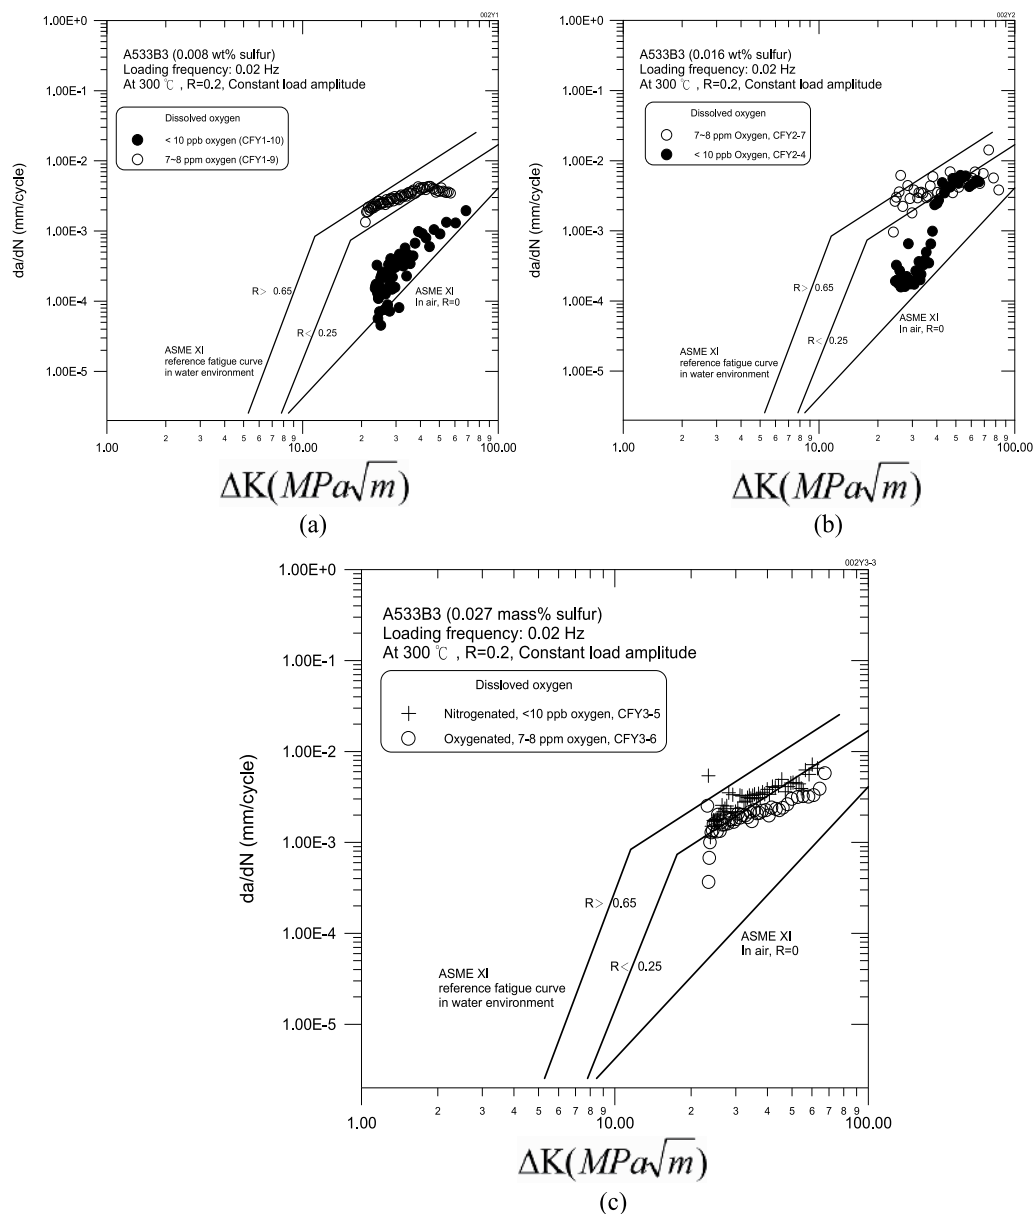 002Y1
1.00E+0
A533B3 (0.008 wt% sulfur)
Loading frequency: 0.02 Hz
At 300 ℃ , R=0.2, Constant load amplitude
1.00E-1
Dissolved oxygen
< 10 ppb oxygen (CFY1-10)
7~8 ppm oxygen (CFY1-9)
1.00E-2
da/dN (mm/cycle)
1.00E-3
R> 0.65
ASME XI
In air, R=0
1.00E-4
R< 0.25
ASME XI
reference fatigue curve
in water environment
1.00E-5
2 3 4 5 6 7 8 9 2 3 4 5 6 7 8 9
1.00 10.00 100.00
ΔK(MPa√m)
(a)
002Y2
1.00E+0
A533B3 (0.016 wt% sulfur)
Loading frequency: 0.02 Hz
At 300 ℃ , R=0.2, Constant load amplitude
1.00E-1
Dissolved oxygen
7~8 ppm Oxygen, CFY2-7
< 10 ppb Oxygen, CFY2-4
1.00E-2
da/dN (mm/cycle)
1.00E-3
R> 0.65
1.00E-4
ASME XI
In air, R=0
R< 0.25
ASME XI
reference fatigue curve
in water environment
1.00E-5
2 3 4 5 6 7 8 9 2 3 4 5 6 7 8 9
1.00 10.00 100.00
ΔK(MPa√m)
(b)
002Y3-3
1.00E+0
A533B3 (0.027 mass% sulfur)
Loading frequency: 0.02 Hz
At 300 ℃ , R=0.2, Constant load amplitude
1.00E-1
Dissloved oxygen
Nitrogenated, <10 ppb oxygen, CFY3-5
Oxygenated, 7-8 ppm oxygen, CFY3-6
1.00E-2
da/dN (mm/cycle)
1.00E-3
R> 0.65
1.00E-4
ASME XI
In air, R=0
R< 0.25
ASME XI
reference fatigue curve
in water environment
1.00E-5
2 3 4 5 6 7 8 9 2 3 4 5 6 7 8 9
1.00 10.00 100.00
ΔK(MPa√m)
(c)